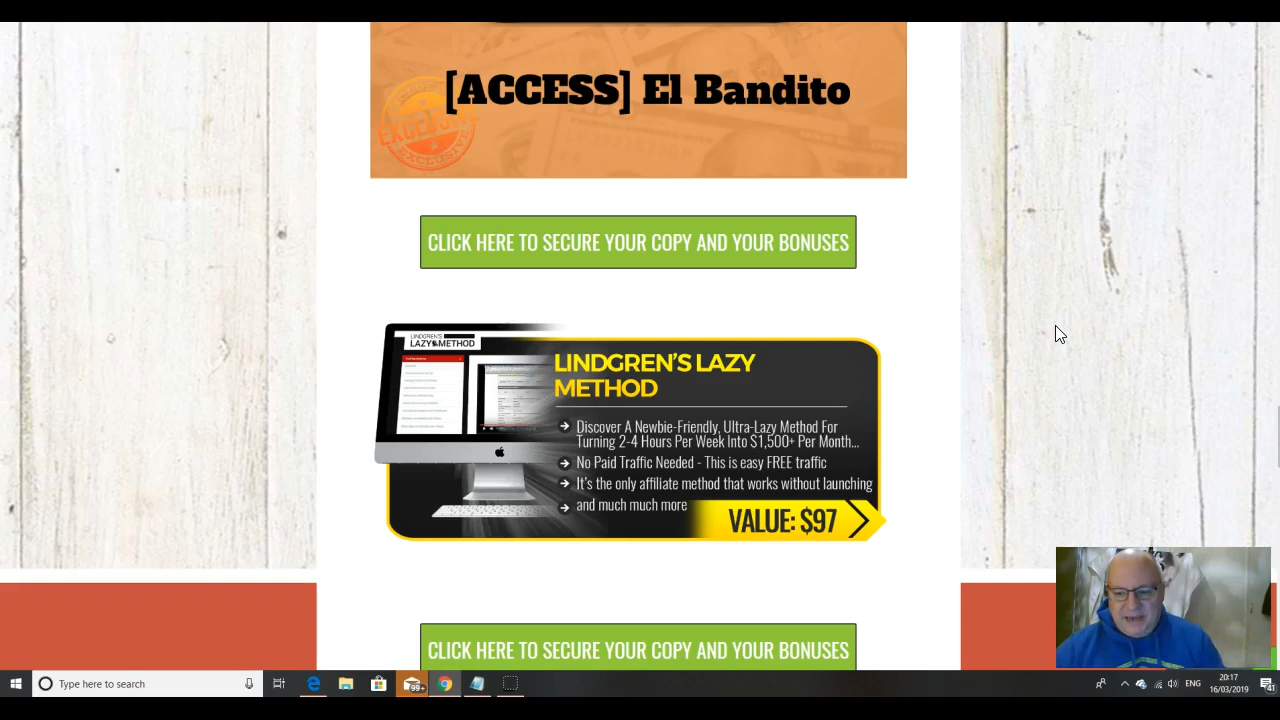 [ACCESS] El Bandito
EXCLUSIVE
EXCLUSIVE
CLICK HERE TO SECURE YOUR COPY AND YOUR BONUSES
LINDGREN'S
LAZY METHOD
LINDGREN'S LAZY
METHOD
Discover A Newbie-Friendly, Ultra-Lazy Method For
Turning 2-4 Hours Per Week Into $1,500+ Per Month...
No Paid Traffic Needed - This is easy FREE traffic
It's the only affiliate method that works without launching
and much much more
VALUE: $97
CLICK HERE TO SECURE YOUR COPY AND YOUR BONUSES
Type here to search
99+
ENG
20:17
16/03/2019
41